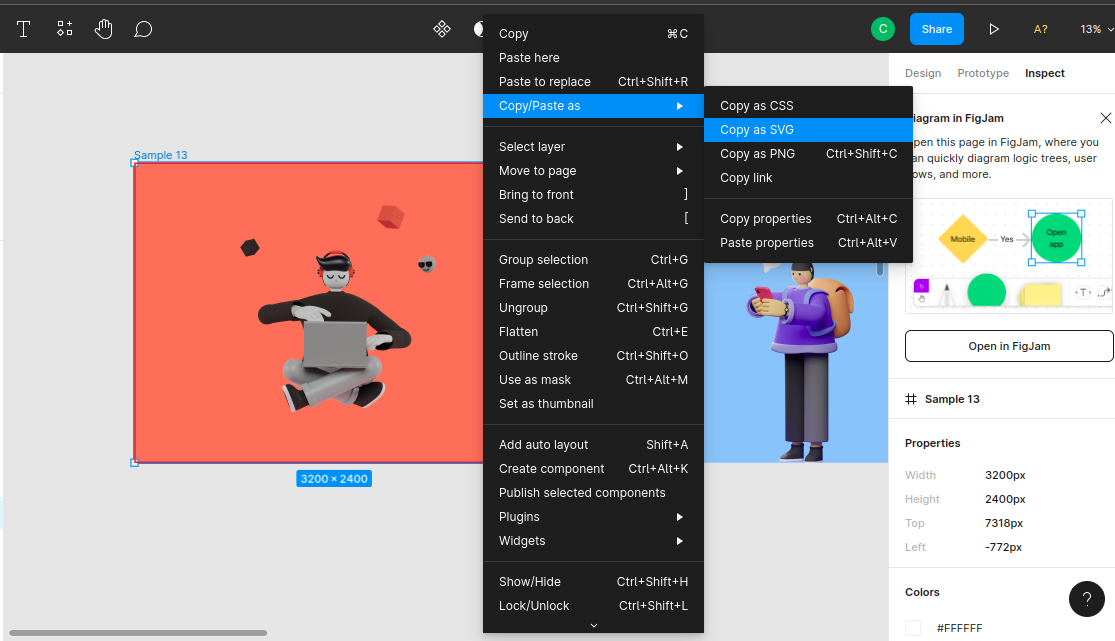 C
Share
A?
13%
Design Prototype Inspect
Copy ⌘C
Paste here
Paste to replace Ctrl+Shift+R
Copy/Paste as
Select layer
Move to page
Bring to front ]
Send to back [
Group selection Ctrl+G
Frame selection Ctrl+Alt+G
Ungroup Ctrl+Shift+G
Flatten Ctrl+E
Outline stroke Ctrl+Shift+O
Use as mask Ctrl+Alt+M
Set as thumbnail
Add auto layout Shift+A
Create component Ctrl+Alt+K
Publish selected components
Plugins
Widgets
Show/Hide Ctrl+Shift+H
Lock/Unlock Ctrl+Shift+L
Copy as CSS
Copy as SVG
Copy as PNG Ctrl+Shift+C
Copy link
Copy properties Ctrl+Alt+C
Paste properties Ctrl+Alt+V
Sample 13
3200 × 2400
iagram in FigJam
pen this page in FigJam, where you
an quickly diagram logic trees, user
ows, and more.
Mobile Yes Open
app
T
Open in FigJam
Sample 13
Properties
Width 3200px
Height 2400px
Top 7318px
Left -772px
Colors
#FFFFFF
?